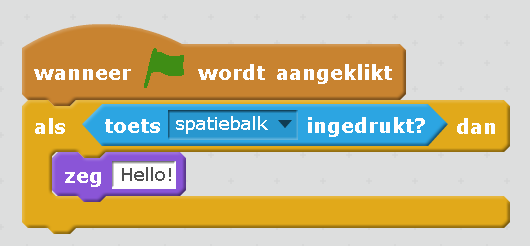 wanneer wordt aangeklikt
als toets spatiebalk ingedrukt? dan
zeg Hello!